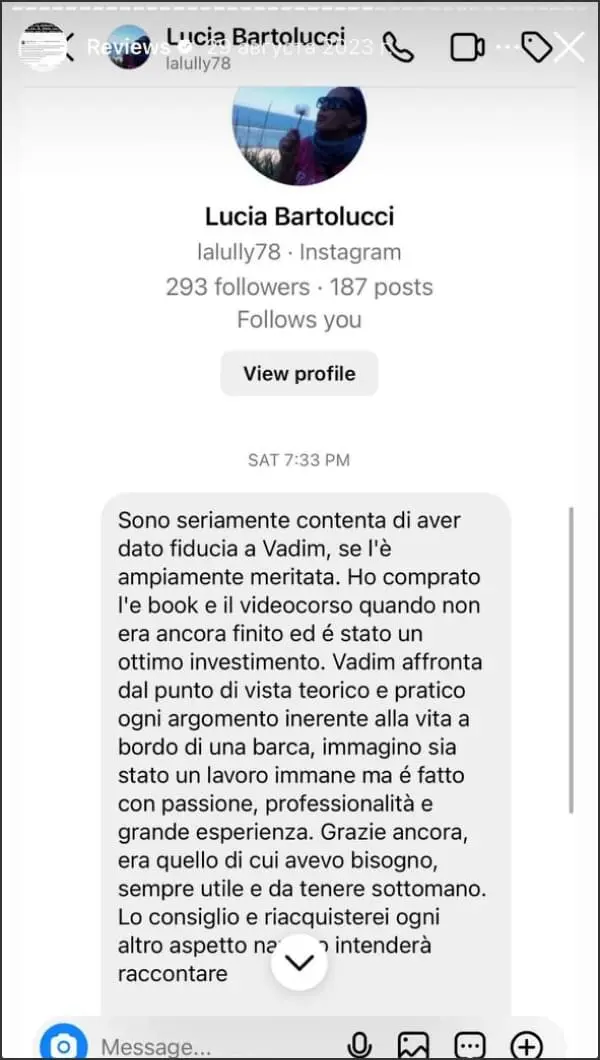 Lucia Bartolucci
Reviews 29 августа 2023 г
lalully78
Lucia Bartolucci
lalully78 · Instagram
293 followers · 187 posts
Follows you
View profile
SAT 7:33 PM
Sono seriamente contenta di aver
dato fiducia a Vadim, se l'è
ampiamente meritata. Ho comprato
l'e book e il videocorso quando non
era ancora finito ed é stato un
ottimo investimento. Vadim affronta
dal punto di vista teorico e pratico
ogni argomento inerente alla vita a
bordo di una barca, immagino sia
stato un lavoro immane ma é fatto
con passione, professionalità e
grande esperienza. Grazie ancora,
era quello di cui avevo bisogno,
sempre utile e da tenere sottomano.
Lo consiglio e riacquisterei ogni
altro aspetto intenderà
raccontare
Message...